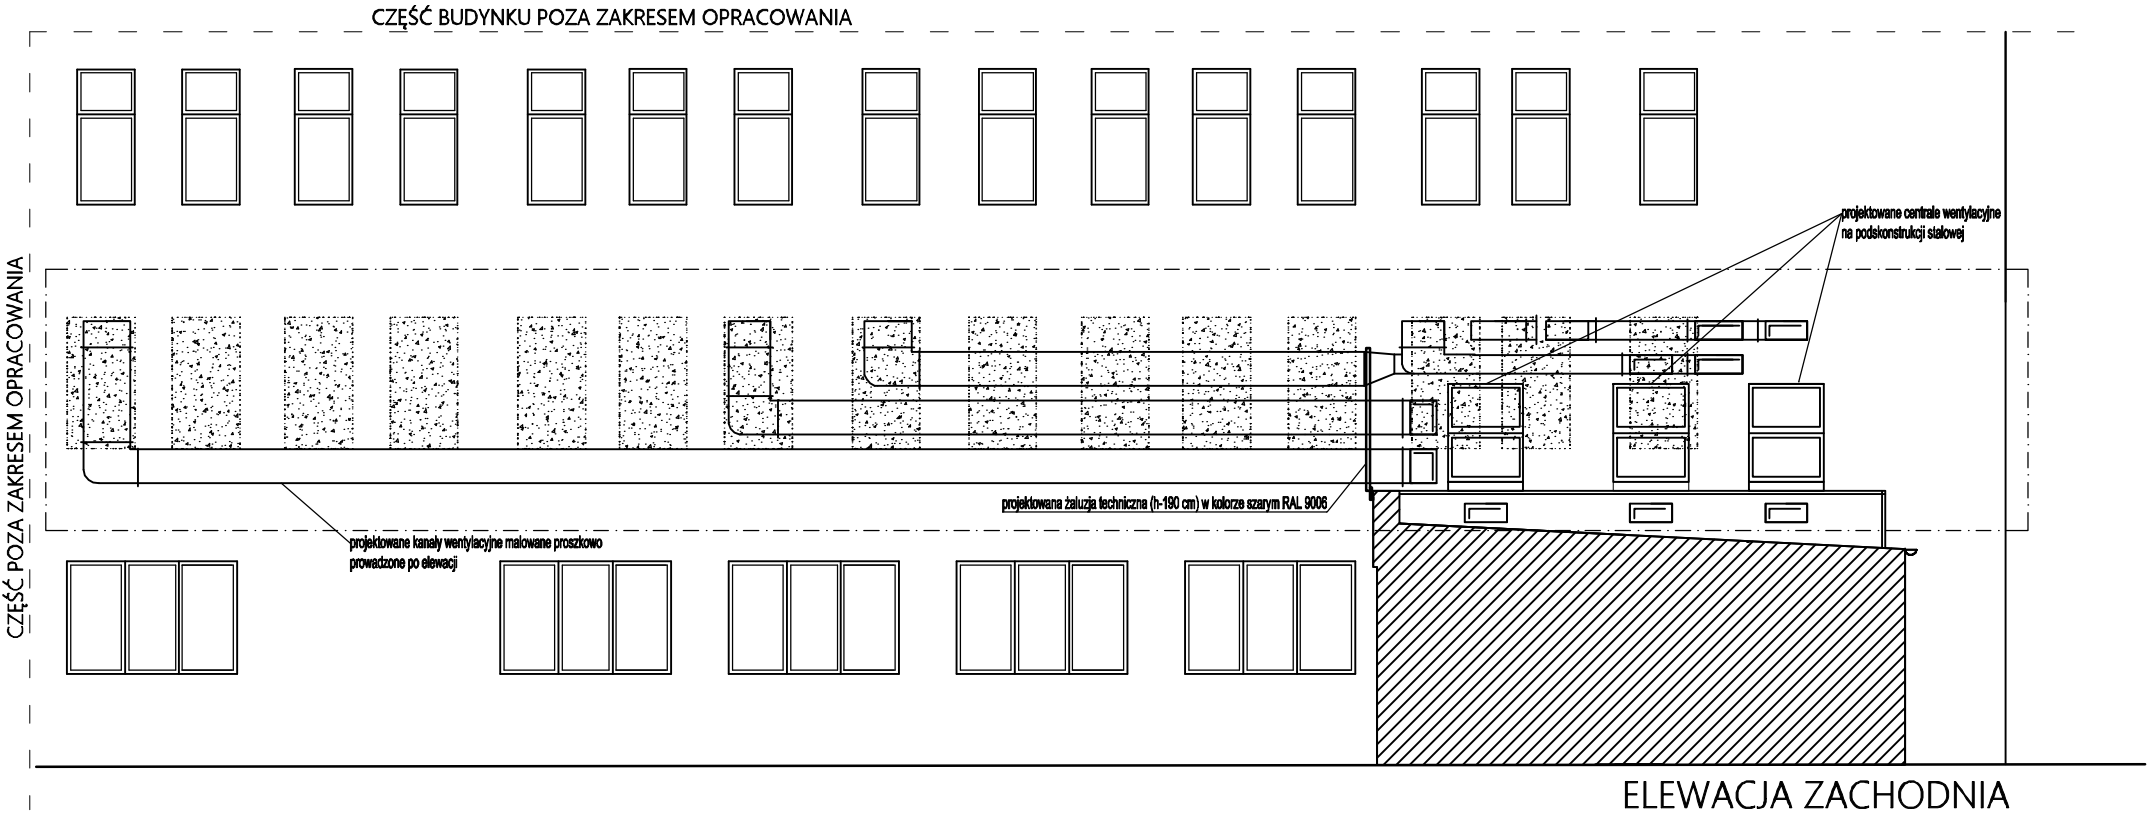 CZĘŚĆ BUDYNKU POZA ZAKRESEM OPRACOWANIA
projektowane centrale wentylacyjne
na podskonstrukcji stalowej
CZĘŚĆ POZA ZAKRESEM OPRACOWANIA
projektowana żaluzja techniczna (h-190 cm) w kolorze szarym RAL 9006
projektowane kanały wentylacyjne malowane proszkowo
prowadzone po elewacji
ELEWACJA ZACHODNIA